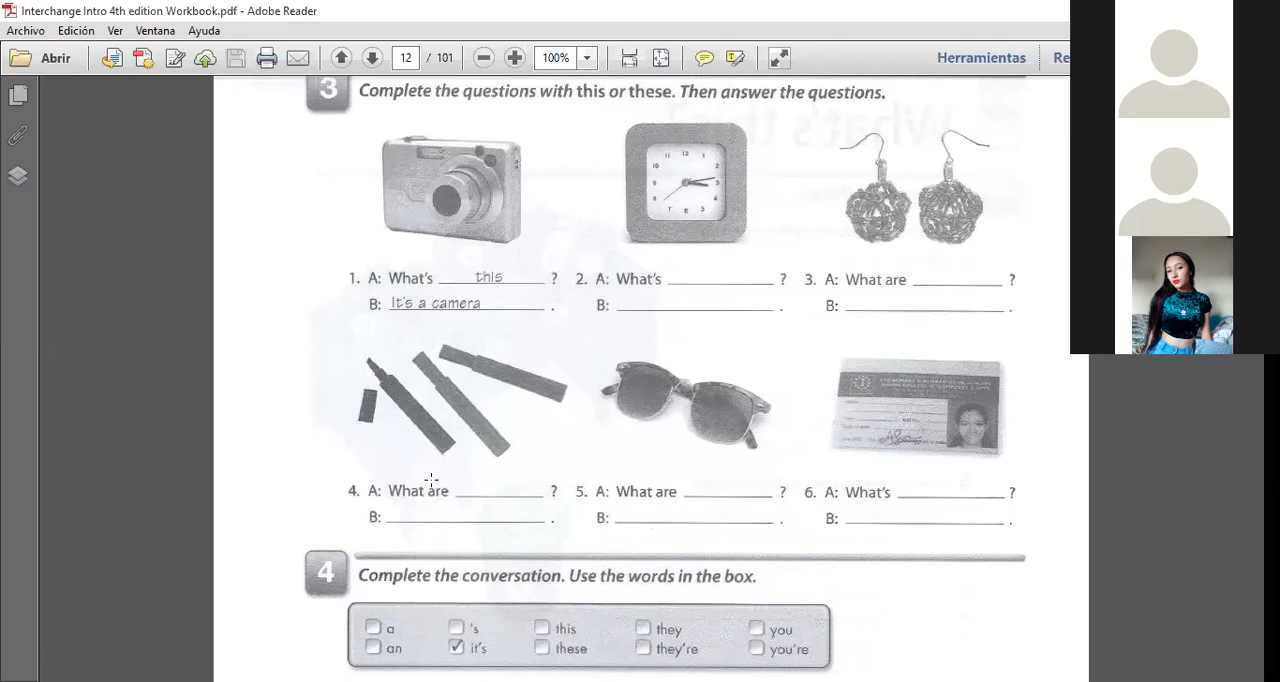 Interchange Intro 4th edition Workbook.pdf - Adobe Reader
Archivo Edición Ver Ventana Ayuda
Abrir 12 / 101 100% Herramientas Re
3 Complete the questions with this or these. Then answer the questions.
1. A: What's this ? 2. A: What's ? 3. A: What are ?
B: It's a camera . B: . B: .
4. A: What are ? 5. A: What are ? 6. A: What's ?
B: . B: . B: .
4 Complete the conversation. Use the words in the box.
a 's this they you
an ✓ it's these they're you're